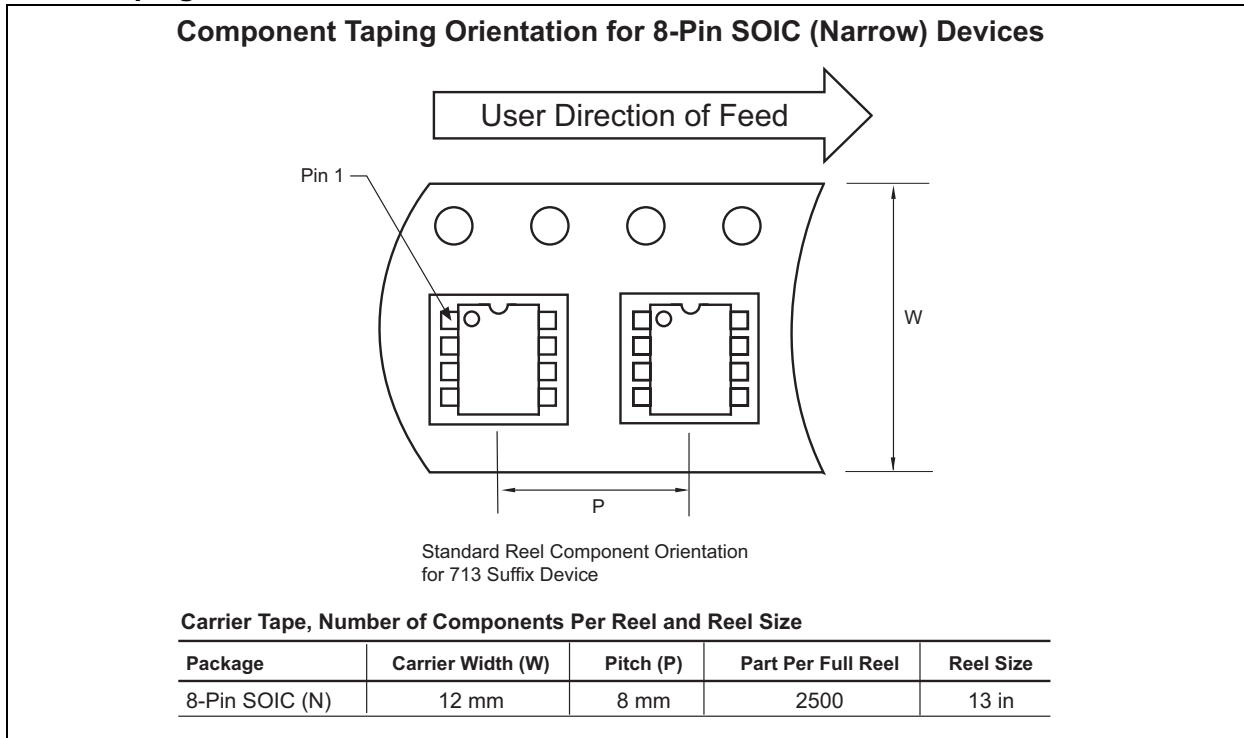 Component Taping Orientation for 8-Pin SOIC (Narrow) Devices
User Direction of Feed
Pin 1
W
P
Standard Reel Component Orientation
for 713 Suffix Device
Carrier Tape, Number of Components Per Reel and Reel Size
Package Carrier Width (W) Pitch (P) Part Per Full Reel Reel Size
8-Pin SOIC (N) 12 mm 8 mm 2500 13 in